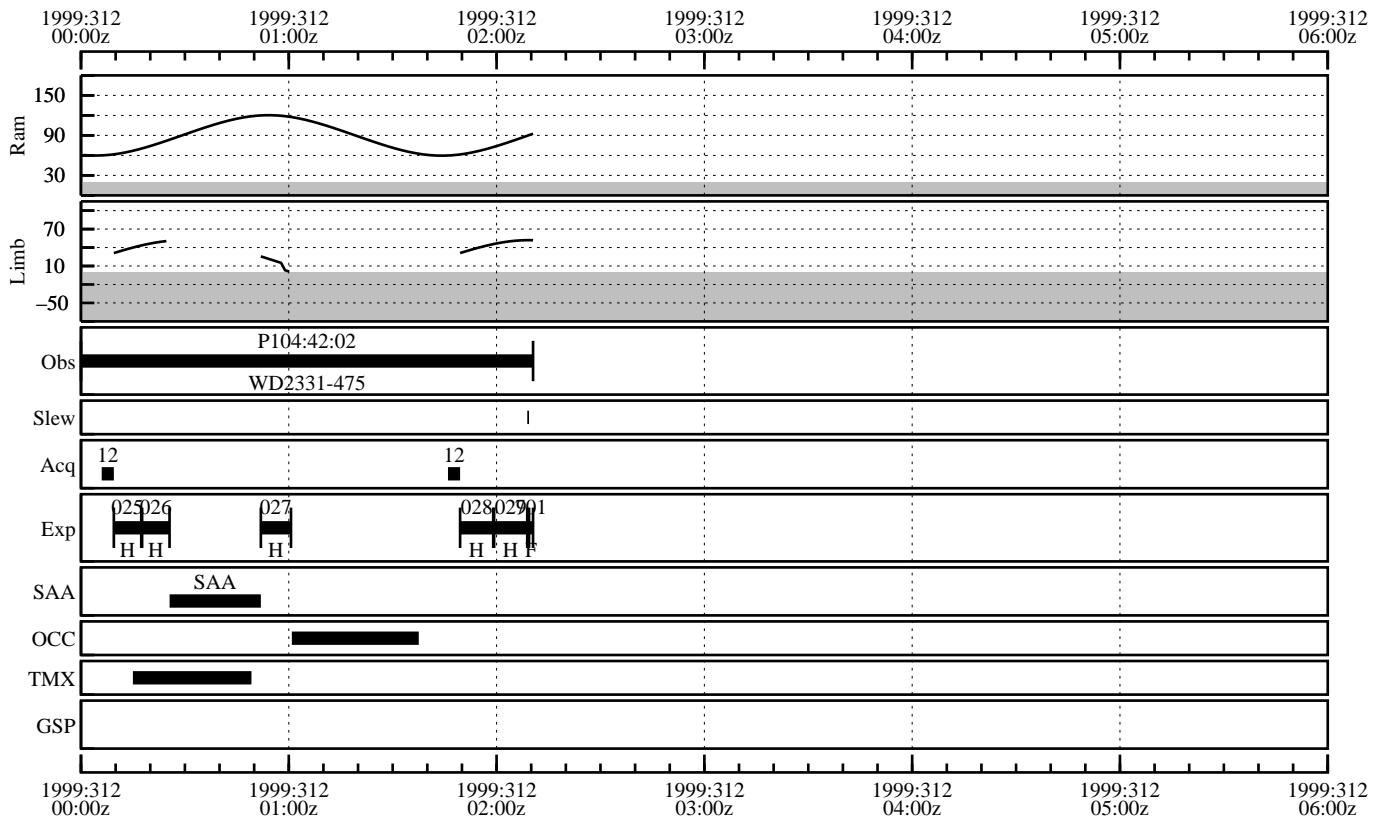 1999:312 1999:312 1999:312 1999:312 1999:312 1999:312 1999:312
00:00z 01:00z 02:00z 03:00z 04:00z 05:00z 06:00z
Ram
150
90
30
Limb
70
10
−50
P104:42:02
Obs
WD2331-475
Slew
12 12
Acq
025 026 027 028 029 701
Exp
H H H H H F
SAA
SAA
OCC
TMX
GSP
1999:312 1999:312 1999:312 1999:312 1999:312 1999:312 1999:312
00:00z 01:00z 02:00z 03:00z 04:00z 05:00z 06:00z